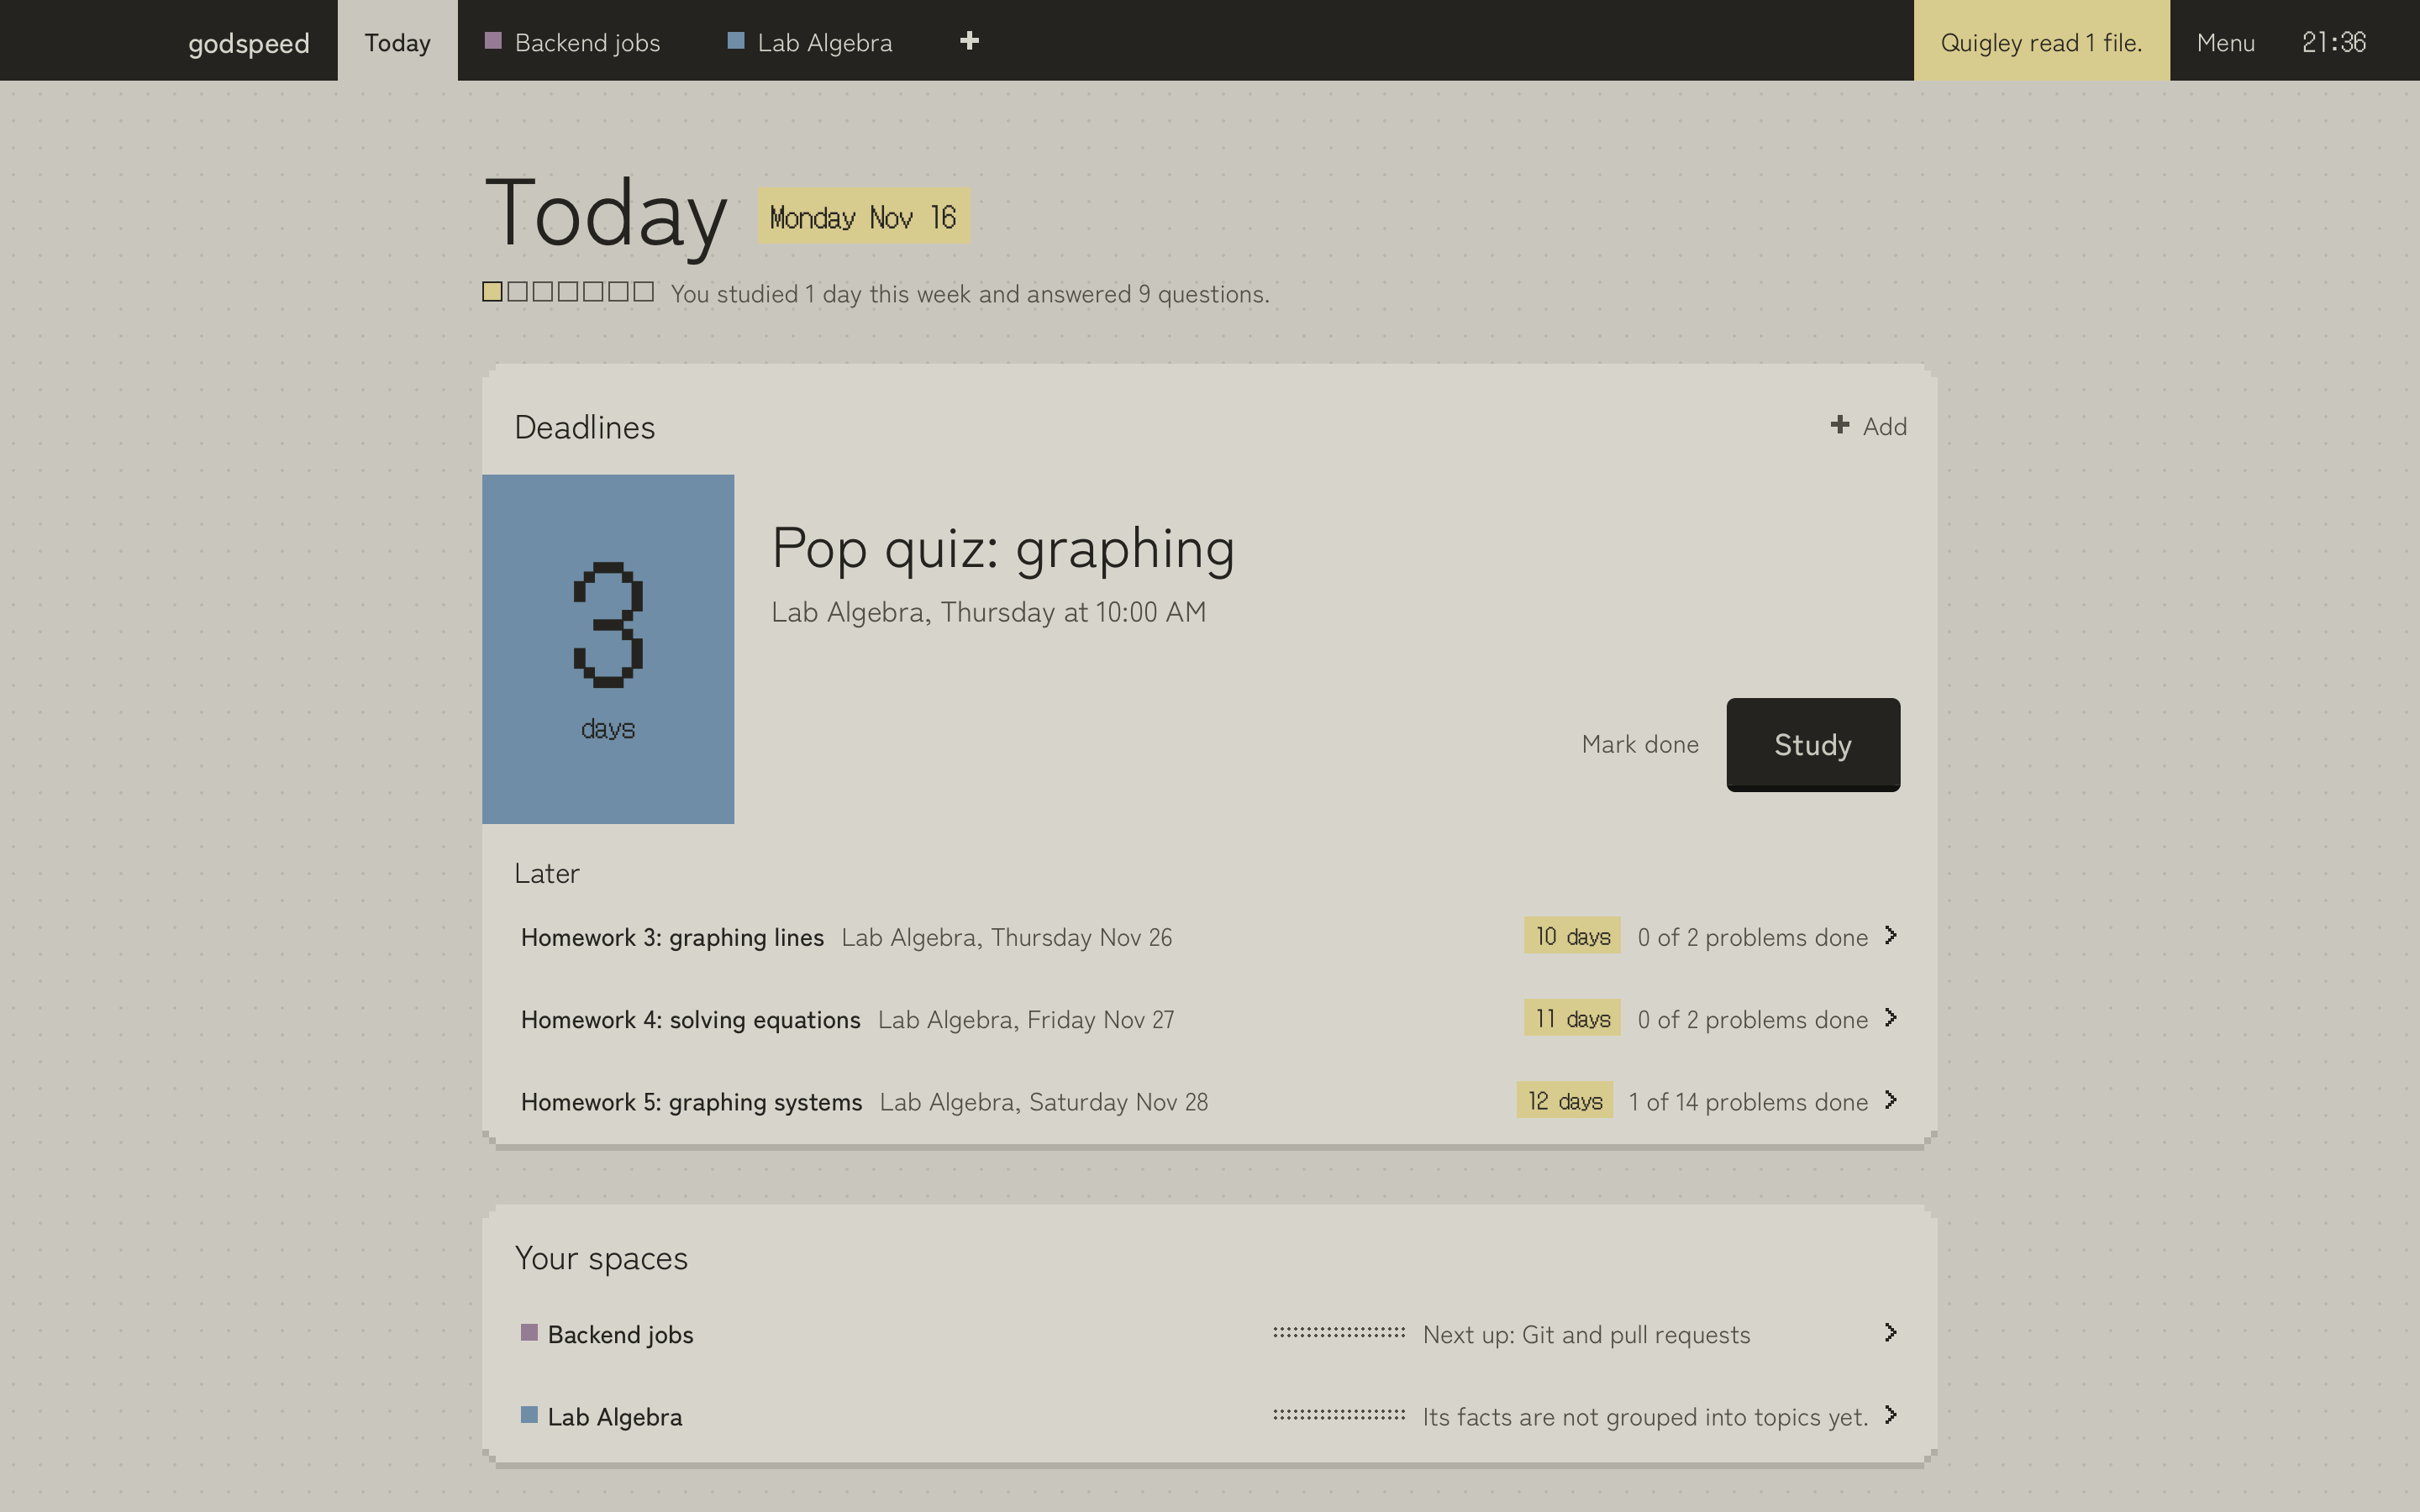 godspeed Today Backend jobs Lab Algebra Quigley read 1 file. Menu 21:36
Today Monday Nov 16
You studied 1 day this week and answered 9 questions.
Deadlines Add
3 days
Pop quiz: graphing
Lab Algebra, Thursday at 10:00 AM
Mark done Study
Later
Homework 3: graphing lines Lab Algebra, Thursday Nov 26 10 days 0 of 2 problems done
Homework 4: solving equations Lab Algebra, Friday Nov 27 11 days 0 of 2 problems done
Homework 5: graphing systems Lab Algebra, Saturday Nov 28 12 days 1 of 14 problems done
Your spaces
Backend jobs Next up: Git and pull requests
Lab Algebra Its facts are not grouped into topics yet.